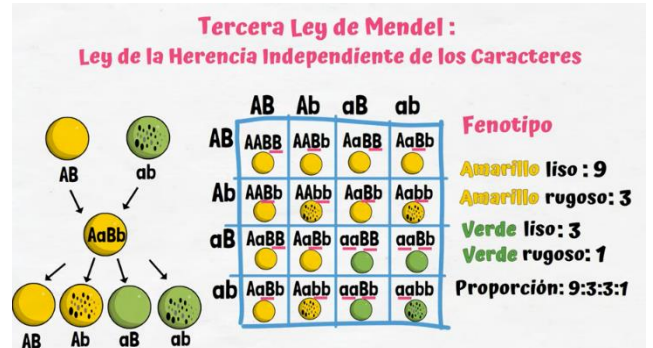 Tercera Ley de Mendel :
Ley de la Herencia Independiente de los Caracteres
AB ab
AaBb
AB Ab aB ab
AB Ab aB ab
AB AABB AABb AaBB AaBb
Ab AABb AAbb AaBb Aabb
aB AaBB AaBb aaBB aaBb
ab AaBb Aabb aaBb aabb
Fenotipo
Amarillo liso : 9
Amarillo rugoso : 3
Verde liso: 3
Verde rugoso: 1
Proporción: 9:3:3:1